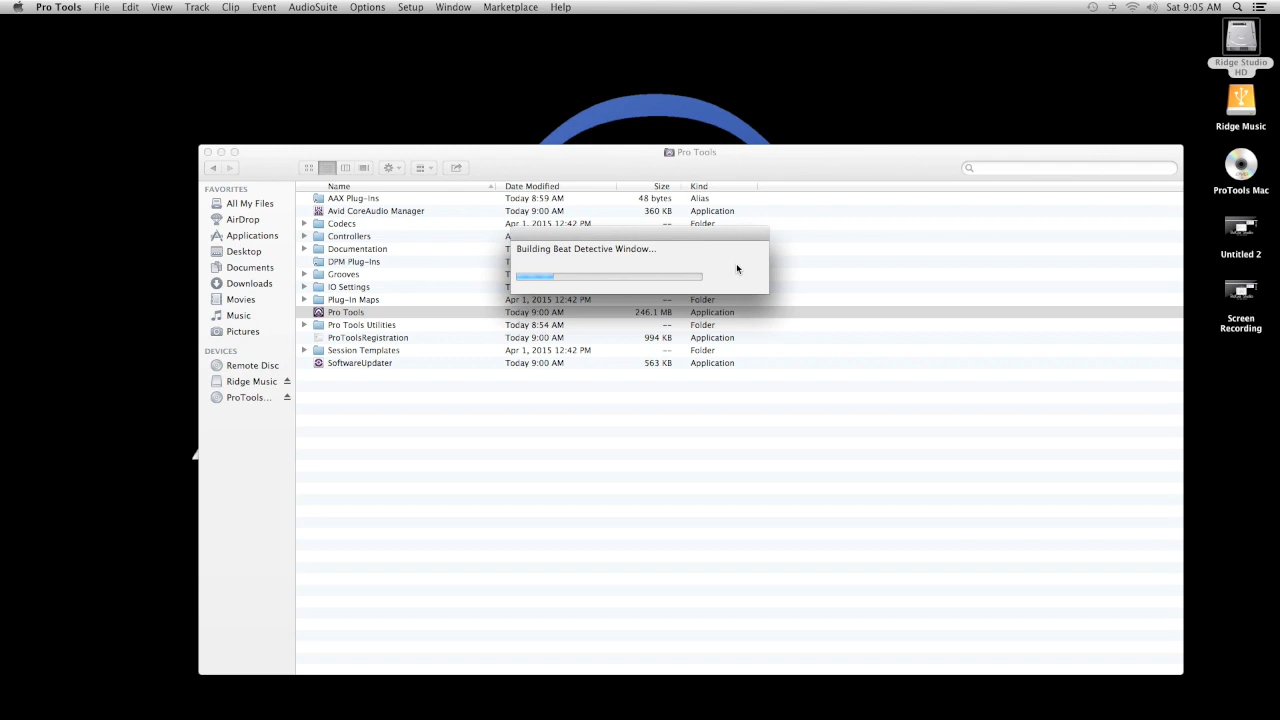 Pro Tools File Edit View Track Clip Event AudioSuite Options Setup Window Marketplace Help Sat 9:05 AM
Ridge Studio
HD
Ridge Music
ProTools Mac
Untitled 2
Screen
Recording
Pro Tools
FAVORITES
All My Files
AirDrop
Applications
Desktop
Documents
Downloads
Movies
Music
Pictures
DEVICES
Remote Disc
Ridge Music
ProTools...
Name Date Modified Size Kind
AAX Plug-Ins Today 8:59 AM 48 bytes Alias
Avid CoreAudio Manager Today 9:00 AM 360 KB Application
Codecs Apr 1, 2015 12:42 PM -- Folder
Controllers A Folder
Documentation T Folder
DPM Plug-Ins T
Grooves T
IO Settings T Folder
Plug-In Maps Apr 1, 2015 12:42 PM -- Folder
Pro Tools Today 9:00 AM 246.1 MB Application
Pro Tools Utilities Today 8:54 AM -- Folder
ProToolsRegistration Today 9:00 AM 994 KB Application
Session Templates Apr 1, 2015 12:42 PM -- Folder
SoftwareUpdater Today 9:00 AM 563 KB Application
Building Beat Detective Window...